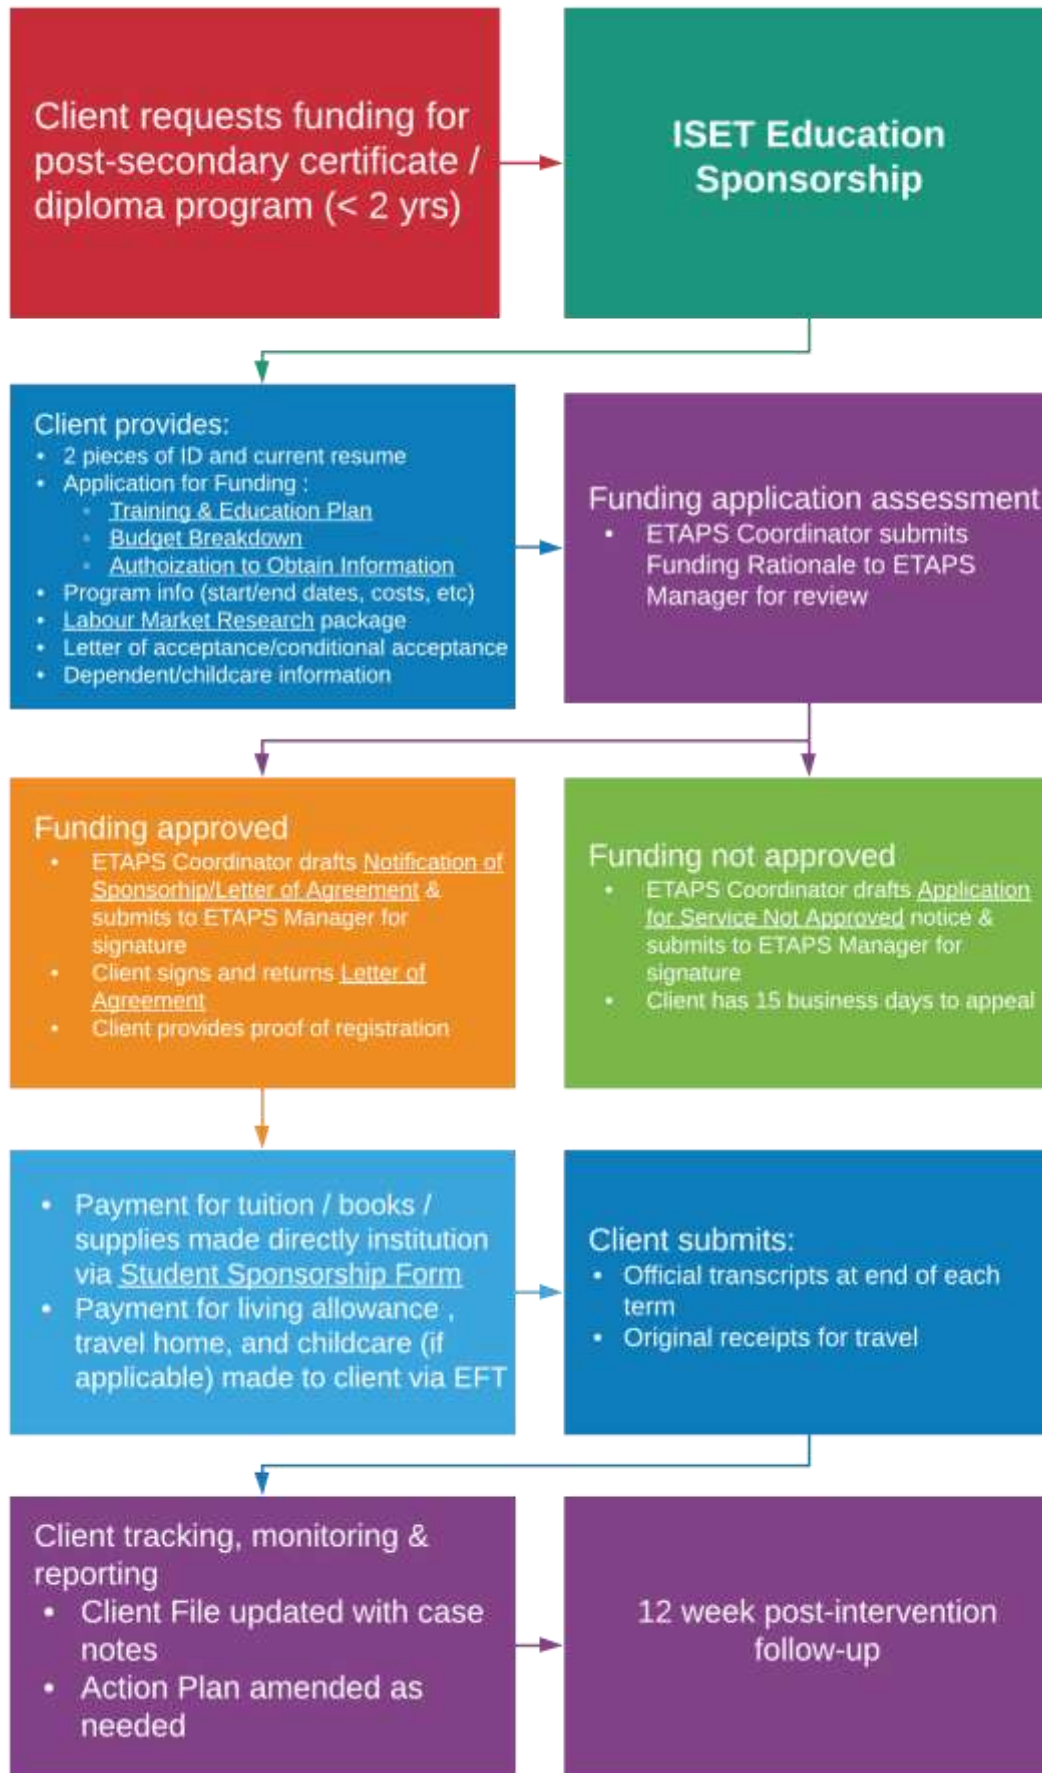 Client requests funding for
post-secondary certificate /
diploma program (< 2 yrs)
ISET Education
Sponsorship
Client provides:
• 2 pieces of ID and current resume
• Application for Funding :
• Training & Education Plan
• Budget Breakdown
• Authoization to Obtain Information
• Program info (start/end dates, costs, etc)
• Labour Market Research package
• Letter of acceptance/conditional acceptance
• Dependent/childcare information
Funding application assessment
• ETAPS Coordinator submits
Funding Rationale to ETAPS
Manager for review
Funding approved
• ETAPS Coordinator drafts Notification of
Sponsorhip/Letter of Agreement &
submits to ETAPS Manager for
signature
• Client signs and returns Letter of
Agreement
• Client provides proof of registration
Funding not approved
• ETAPS Coordinator drafts Application
for Service Not Approved notice &
submits to ETAPS Manager for
signature
• Client has 15 business days to appeal
• Payment for tuition / books /
supplies made directly institution
via Student Sponsorship Form
• Payment for living allowance ,
travel home, and childcare (if
applicable) made to client via EFT
Client submits:
• Official transcripts at end of each
term
• Original receipts for travel
Client tracking, monitoring &
reporting
• Client File updated with case
notes
• Action Plan amended as
needed
12 week post-intervention
follow-up